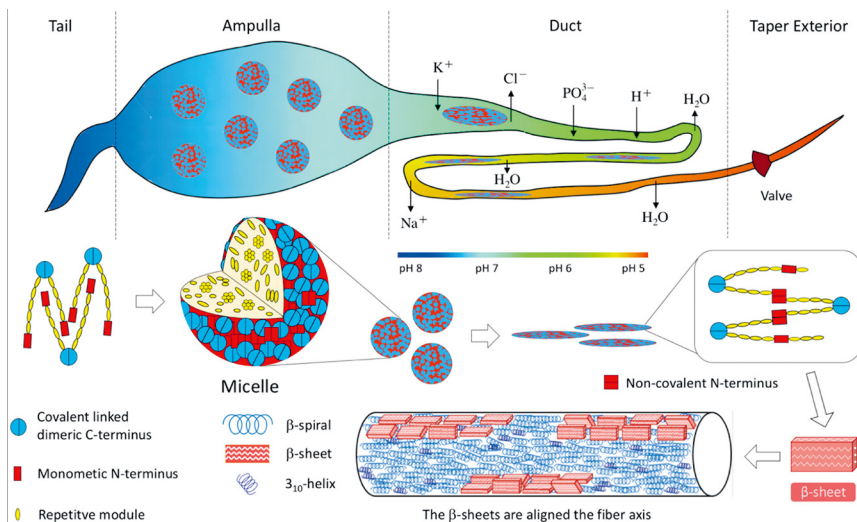 Tail
Ampulla
Duct
Taper Exterior
K⁺
Cl⁻
PO₄³⁻
H⁺
H₂O
H₂O
Na⁺
H₂O
Valve
pH 8
pH 7
pH 6
pH 5
Micelle
Non-covalent N-terminus
Covalent linked
dimeric C-terminus
Monometic N-terminus
Repetitve module
β-spiral
β-sheet
3₁₀-helix
β-sheet
The β-sheets are aligned the fiber axis